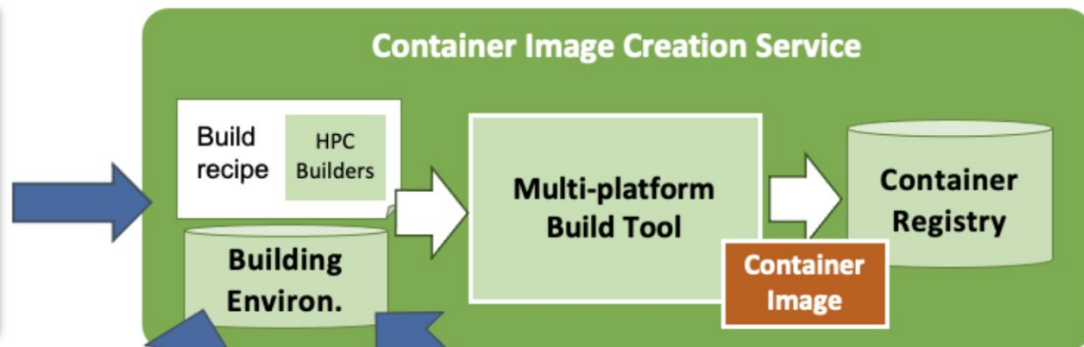 Container Image Creation Service
Build
recipe
HPC
Builders
Building
Environ.
Multi-platform
Build Tool
Container
Image
Container
Registry